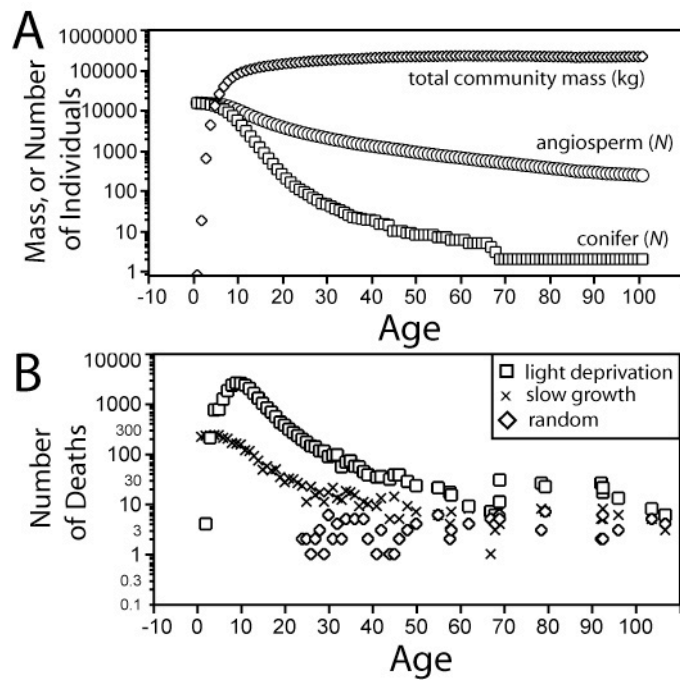 A
1000000
100000
10000
1000
100
10
1
Mass, or Number
of Individuals
total community mass (kg)
angiosperm (N)
conifer (N)
-10 0 10 20 30 40 50 60 70 80 90 100
Age
B
10000
1000
300
100
30
10
3
1
0.3
0.1
Number
of Deaths
light deprivation
slow growth
random
-10 0 10 20 30 40 50 60 70 80 90 100
Age